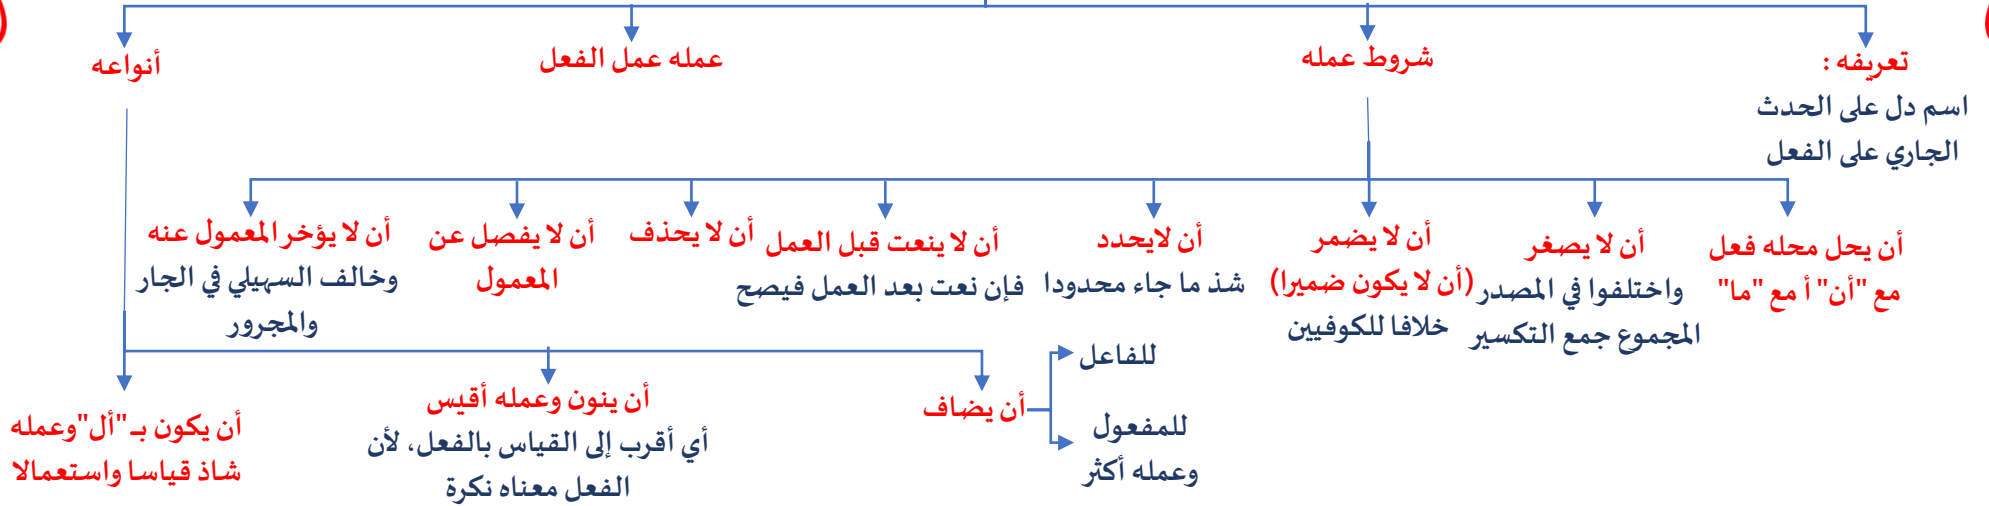 تعريفه :
اسم دل على الحدث
الجاري على الفعل
شروط عمله
عمله عمل الفعل
أنواعه
أن يحل محله فعل
مع "أن" أ مع "ما"
أن لا يصغر
واختلفوا في المصدر
المجموع جمع التكسير
أن لا يضمر
(أن لا يكون ضميرا)
خلافا للكوفيين
أن لايحدد
شذ ما جاء محدودا
أن لا ينعت قبل العمل
فإن نعت بعد العمل فيصح
أن لا يحذف
أن لا يفصل عن
المعمول
أن لا يؤخر المعمول عنه
وخالف السهيلي في الجار
والمجرور
أن يضاف
للفاعل
للمفعول
وعمله أكثر
أن ينون وعمله أقيس
أي أقرب إلى القياس بالفعل، لأن
الفعل معناه نكرة
أن يكون بـ "أل"وعمله
شاذ قياسا واستعمالا